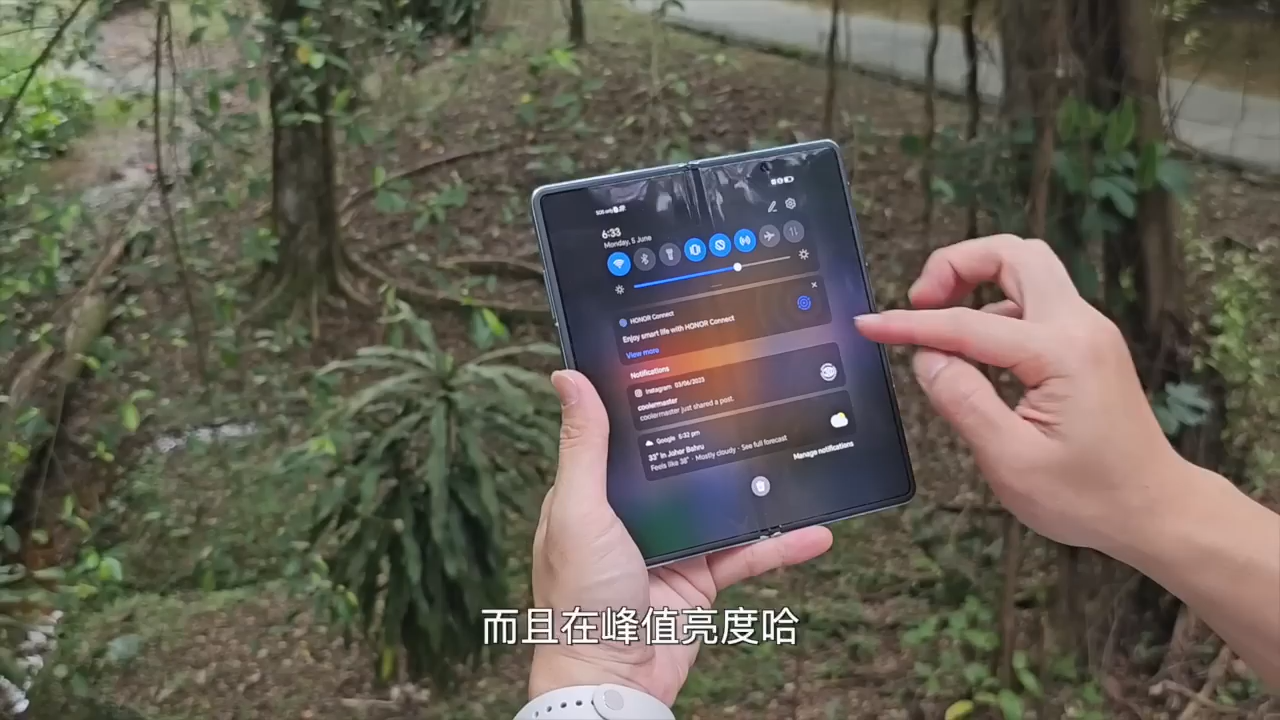 6:33
Monday, 5 June
HONOR Connect
Enjoy smart life with HONOR Connect
View more
Notifications
Instagram 03/06/2023
coolermaster
coolermaster just shared a post.
Google 5:32 pm
33° in Johor Bahru
Feels like 38° · Mostly cloudy · See full forecast
Manage notifications
而且在峰值亮度哈